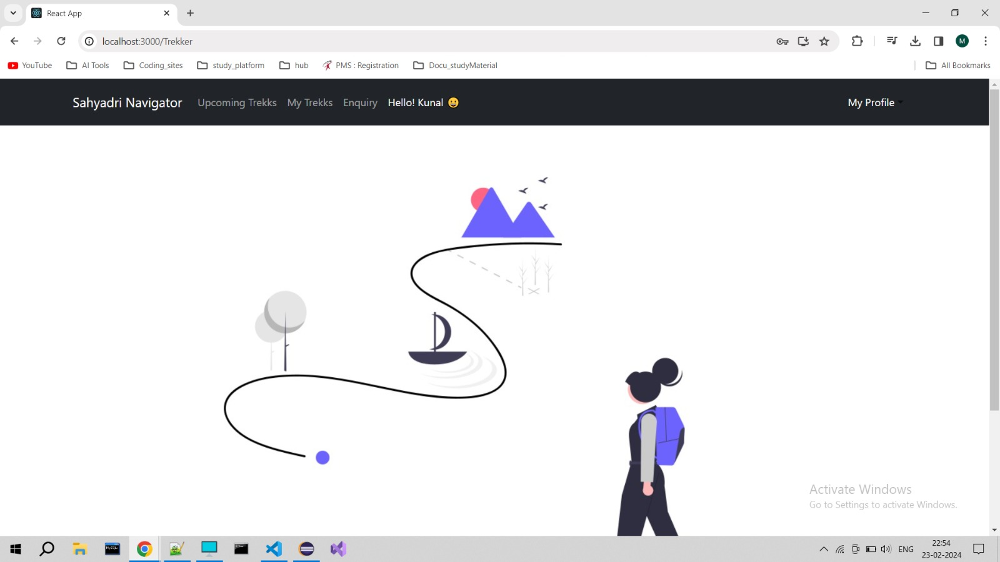 React App
localhost:3000/Trekker
M
YouTube AI Tools Coding_sites study_platform hub PMS : Registration Docu_studyMaterial All Bookmarks
Sahyadri Navigator Upcoming Trekks My Trekks Enquiry Hello! Kunal 😀 My Profile
Activate Windows
Go to Settings to activate Windows.
ENG
22:54
23-02-2024